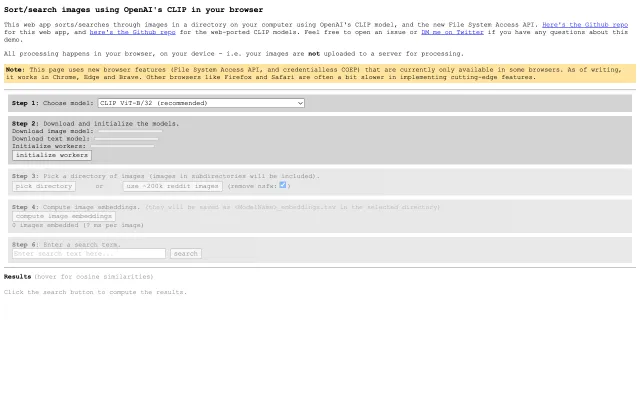 Sort/search images using OpenAI's CLIP in your browser
This web app sorts/searches through images in a directory on your computer using OpenAI's CLIP model, and the new File System Access API. Here's the Github repo
for this web app, and here's the Github repo for the web-ported CLIP models. Feel free to open an issue or DM me on Twitter if you have any questions about this
demo.
All processing happens in your browser, on your device - i.e. your images are not uploaded to a server for processing.
Note: This page uses new browser features (File System Access API, and credentialless COEP) that are currently only available in some browsers. As of writing,
it works in Chrome, Edge and Brave. Other browsers like Firefox and Safari are often a bit slower in implementing cutting-edge features.
Step 1: Choose model: CLIP ViT-B/32 (recommended)
Step 2: Download and initialize the models.
Download image model:
Download text model:
Initialize workers:
initialize workers
Step 3: Pick a directory of images (images in subdirectories will be included).
pick directory or use ~200k reddit images (remove nsfw: )
Step 4: Compute image embeddings. (they will be saved as <ModelName>_embeddings.tsv in the selected directory)
compute image embeddings
0 images embedded (? ms per image)
Step 5: Enter a search term.
Enter search text here... search
Results (hover for cosine similarities)
Click the search button to compute the results.